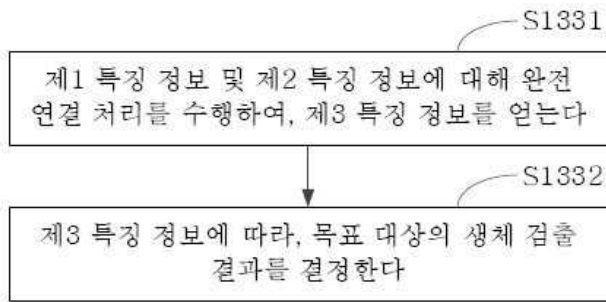 S1331
제1 특징 정보 및 제2 특징 정보에 대해 완전
연결 처리를 수행하여, 제3 특징 정보를 얻는다
S1332
제3 특징 정보에 따라, 목표 대상의 생체 검출
결과를 결정한다